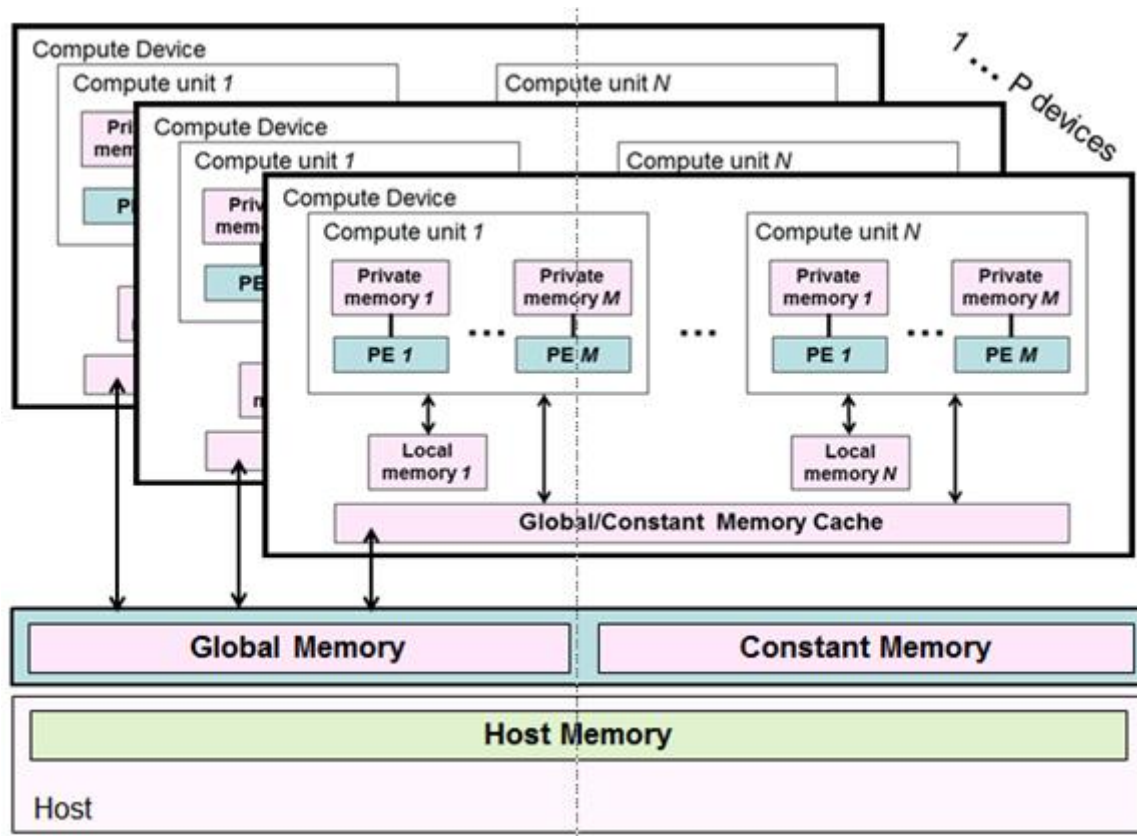 1 ... P devices
Compute Device
Compute unit 1
Compute unit N
Compute Device
Compute unit 1
Compute unit N
Compute Device
Compute unit 1
Private
memory 1
PE 1
...
Private
memory M
PE M
...
Compute unit N
Private
memory 1
PE 1
...
Private
memory M
PE M
Local
memory 1
Local
memory N
Global/Constant Memory Cache
Global Memory
Constant Memory
Host Memory
Host